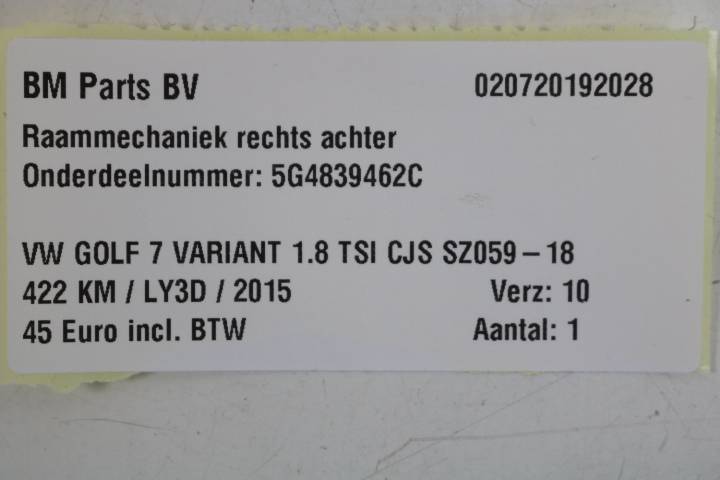 BM Parts BV 020720192028
Raammechaniek rechts achter
Onderdeelnummer: 5G4839462C
VW GOLF 7 VARIANT 1.8 TSI CJS SZ059 – 18
422 KM / LY3D / 2015 Verz: 10
45 Euro incl. BTW Aantal: 1